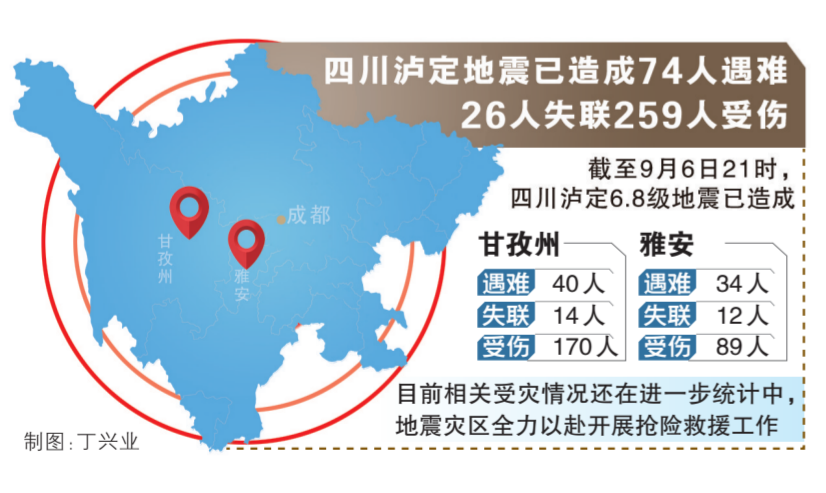 四川泸定地震已造成74人遇难
26人失联259人受伤
截至9月6日21时，
四川泸定6.8级地震已造成
甘孜州
遇难 40人
失联 14人
受伤 170人
雅安
遇难 34人
失联 12人
受伤 89人
目前相关受灾情况还在进一步统计中，
地震灾区全力以赴开展抢险救援工作
成都
甘孜州
雅安
制图：丁兴业